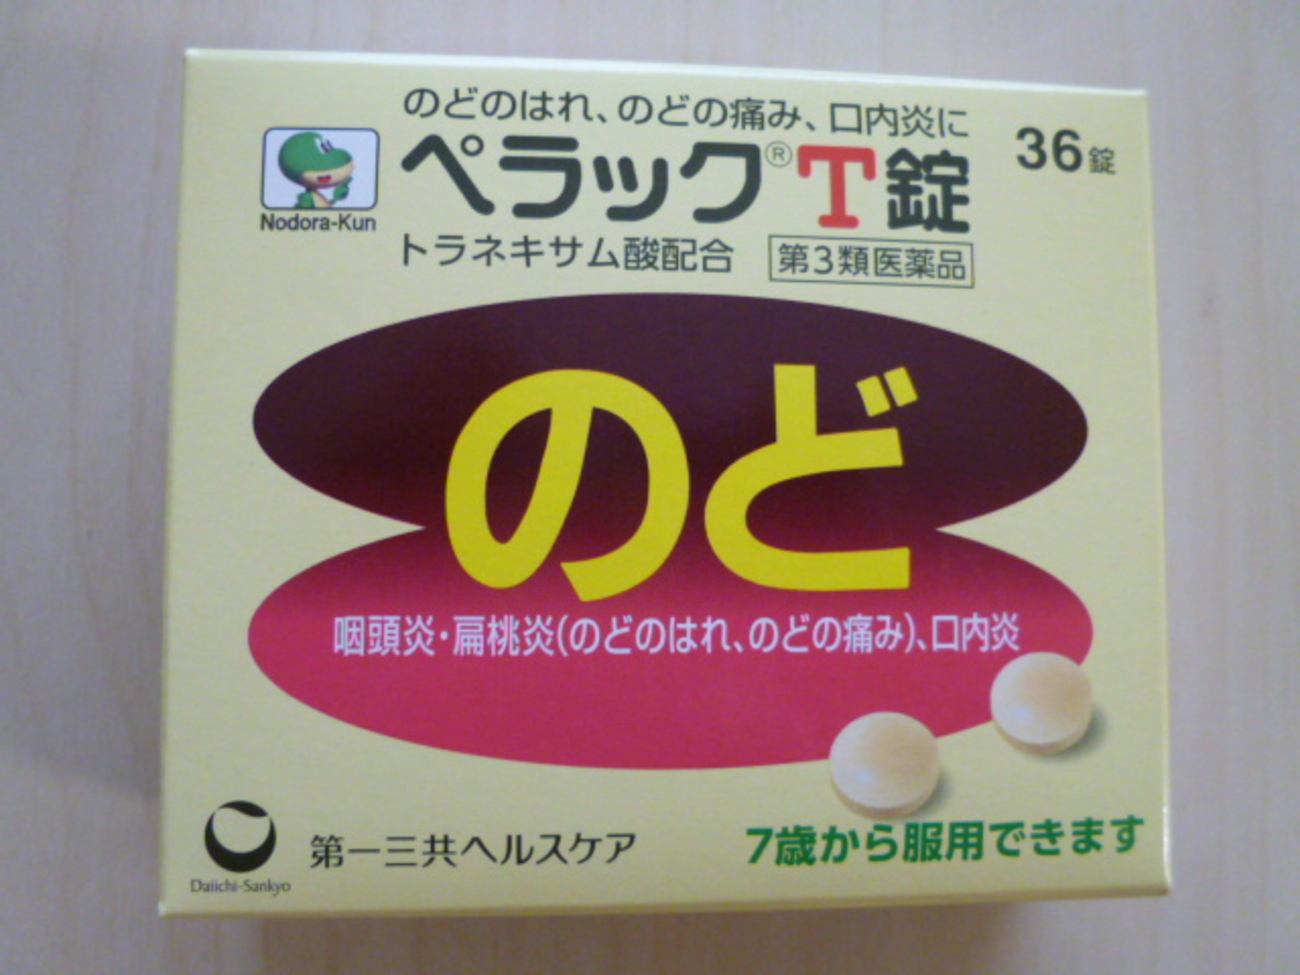 のどのはれ、のどの痛み、口内炎に
ペラック®T錠
36錠
Nodora-Kun
トラネキサム酸配合
第3類医薬品
のど
咽頭炎・扁桃炎(のどのはれ、のどの痛み)、口内炎
7歳から服用できます
第一三共ヘルスケア
Daiichi-Sankyo